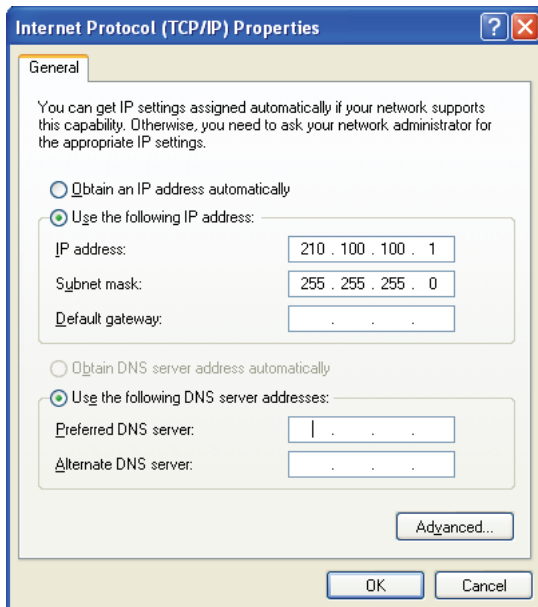 Internet Protocol (TCP/IP) Properties
General
You can get IP settings assigned automatically if your network supports
this capability. Otherwise, you need to ask your network administrator for
the appropriate IP settings.
Obtain an IP address automatically
Use the following IP address:
IP address: 210 . 100 . 100 . 1
Subnet mask: 255 . 255 . 255 . 0
Default gateway: . . .
Obtain DNS server address automatically
Use the following DNS server addresses:
Preferred DNS server: . . .
Alternate DNS server: . . .
Advanced...
OK Cancel